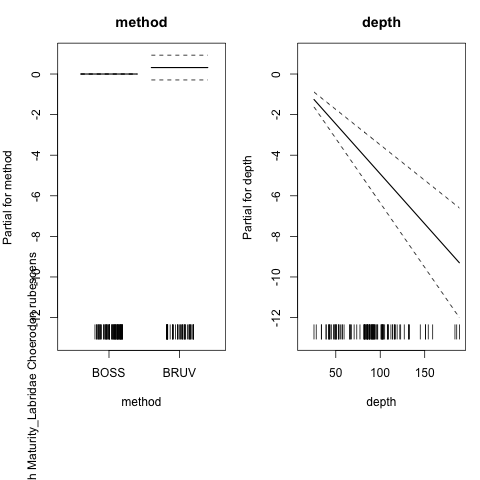 method
depth
Partial for method
0
-2
-4
-6
-8
-10
-12
h Maturity_Labridae Choerodon rubescens
BOSS
BRUV
method
Partial for depth
0
-2
-4
-6
-8
-10
-12
50
100
150
depth